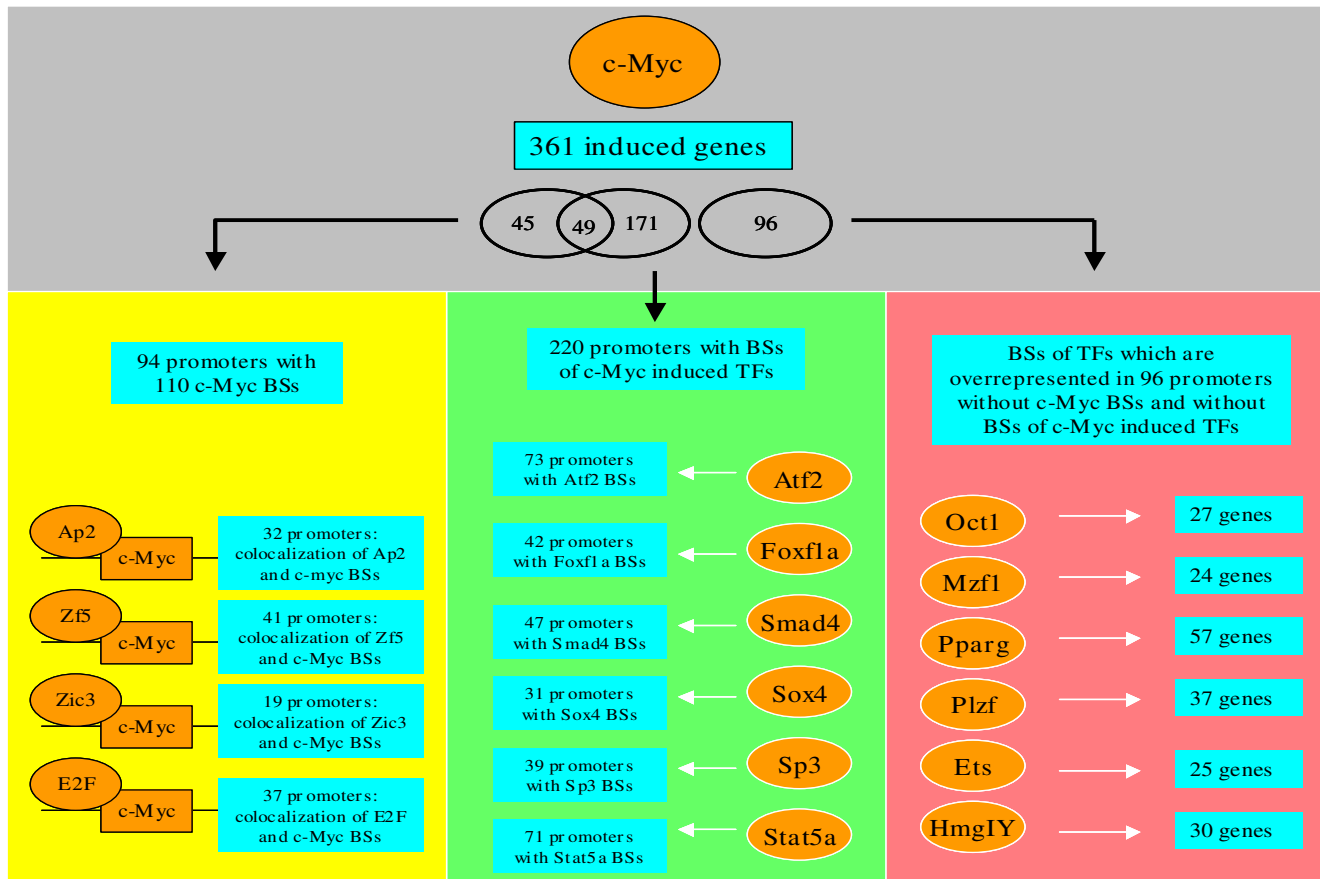 c-Myc
361 induced genes
45
49
171
96
94 promoters with
110 c-Myc BSs
Ap2
c-Myc
32 promoters:
colocalization of Ap2
and c-myc BSs
Zf5
c-Myc
41 promoters:
colocalization of Zf5
and c-Myc BSs
Zic3
c-Myc
19 promoters:
colocalization of Zic3
and c-Myc BSs
E2F
c-Myc
37 promoters:
colocalization of E2F
and c-Myc BSs
220 promoters with BSs
of c-Myc induced TFs
73 promoters
with Atf2 BSs
Atf2
42 promoters
with Foxf1a BSs
Foxf1a
47 promoters
with Smad4 BSs
Smad4
31 promoters
with Sox4 BSs
Sox4
39 promoters
with Sp3 BSs
Sp3
71 promoters
with Stat5a BSs
Stat5a
BSs of TFs which are
overrepresented in 96 promoters
without c-Myc BSs and without
BSs of c-Myc induced TFs
Oct1
27 genes
Mzf1
24 genes
Pparg
57 genes
Plzf
37 genes
Ets
25 genes
HmgIY
30 genes